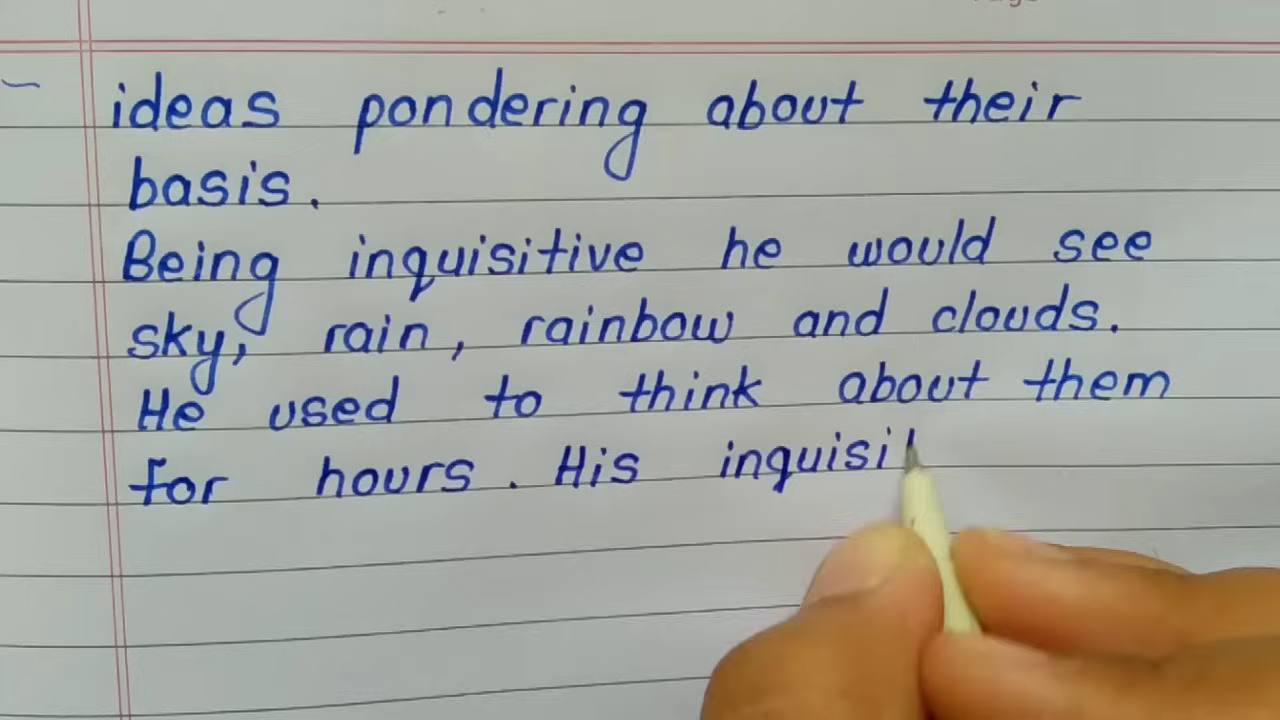 ideas pondering about their
basis.
Being inquisitive he would see
sky, rain, rainbow and clouds.
He used to think about them
for hours. His inquisi